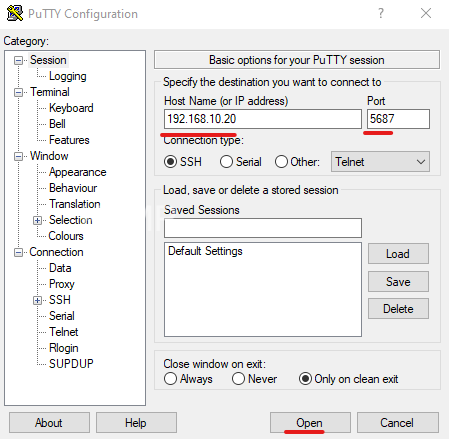 PuTTY Configuration
? ×
Category:
Session
Logging
Terminal
Keyboard
Bell
Features
Window
Appearance
Behaviour
Translation
Selection
Colours
Connection
Data
Proxy
SSH
Serial
Telnet
Rlogin
SUPDUP
Basic options for your PuTTY session
Specify the destination you want to connect to
Host Name (or IP address) Port
192.168.10.20 5687
Connection type:
SSH Serial Other: Telnet
Load, save or delete a stored session
Saved Sessions
Default Settings
Load
Save
Delete
Close window on exit:
Always Never Only on clean exit
About Help Open Cancel